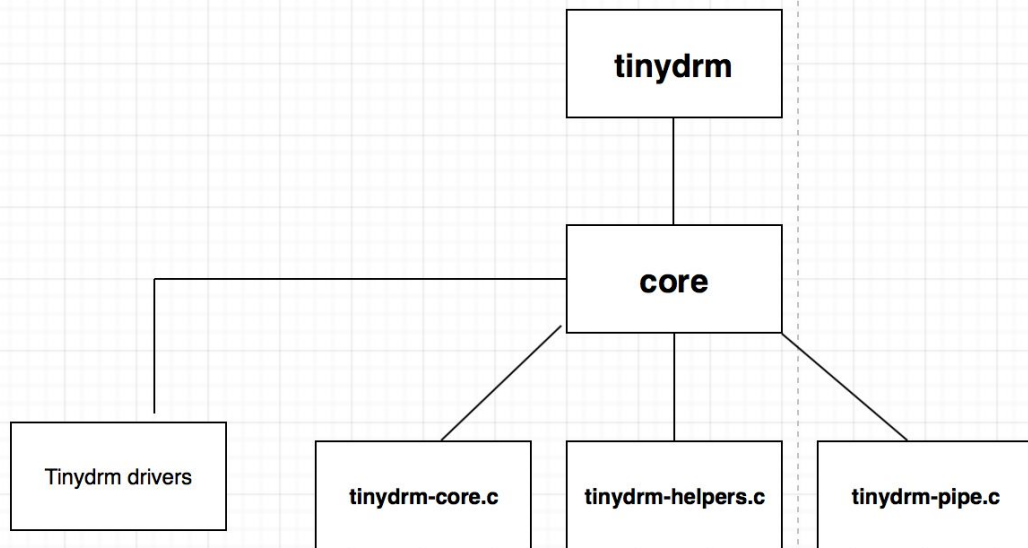 tinydrm
core
Tinydrm drivers
tinydrm-core.c
tinydrm-helpers.c
tinydrm-pipe.c